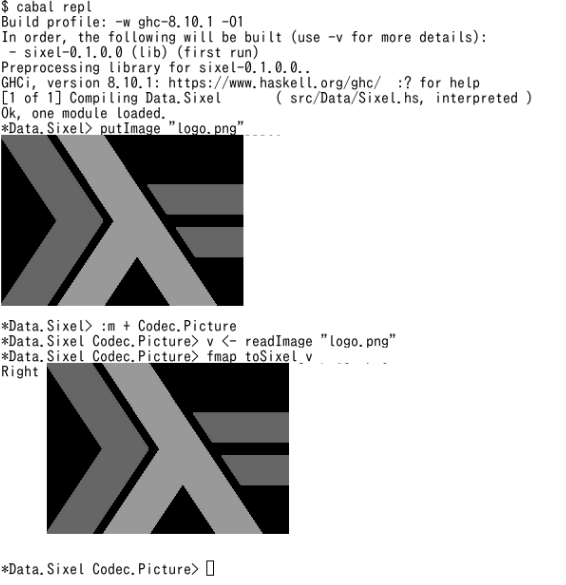 $ cabal repl
Build profile: -w ghc-8.10.1 -O1
In order, the following will be built (use -v for more details):
 - sixel-0.1.0.0 (lib) (first run)
Preprocessing library for sixel-0.1.0.0..
GHCi, version 8.10.1: https://www.haskell.org/ghc/  :? for help
[1 of 1] Compiling Data.Sixel       ( src/Data/Sixel.hs, interpreted )
Ok, one module loaded.
*Data.Sixel> putImage "logo.png"
*Data.Sixel> :m + Codec.Picture
*Data.Sixel Codec.Picture> v <- readImage "logo.png"
*Data.Sixel Codec.Picture> fmap toSixel v
Right
*Data.Sixel Codec.Picture>